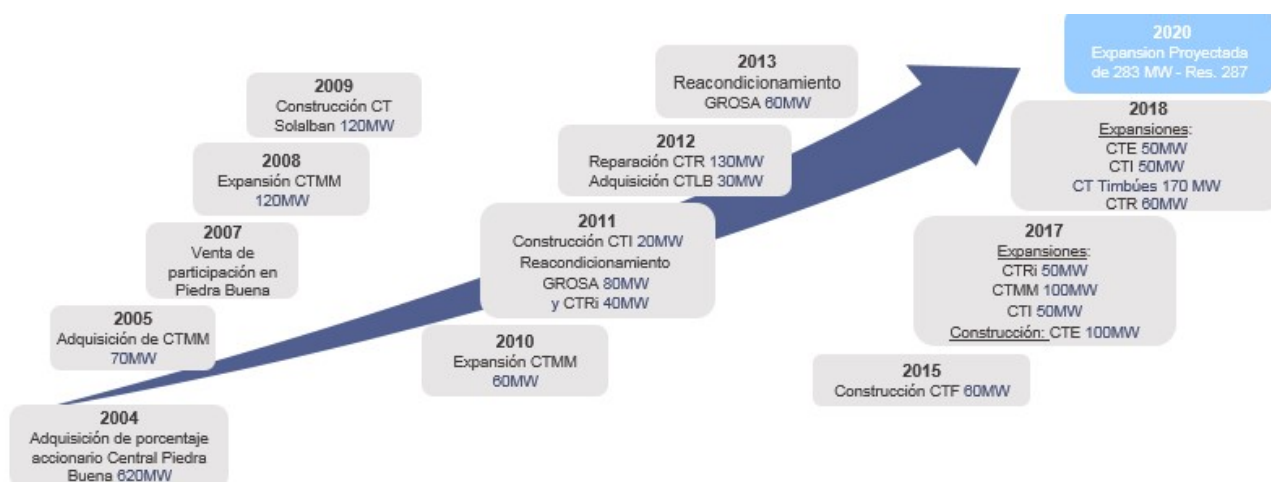 2004
Adquisición de porcentaje
accionario Central Piedra
Buena 620MW
2005
Adquisición de CTMM
70MW
2007
Venta de
participación en
Piedra Buena
2008
Expansión CTMM
120MW
2009
Construcción CT
Solalban 120MW
2010
Expansión CTMM
60MW
2011
Construcción CTI 20MW
Reacondicionamiento
GROSA 80MW
y CTRi 40MW
2012
Reparación CTR 130MW
Adquisición CTLB 30MW
2013
Reacondicionamiento
GROSA 60MW
2015
Construcción CTF 60MW
2017
Expansiones:
CTRi 50MW
CTMM 100MW
CTI 50MW
Construcción: CTE 100MW
2018
Expansiones:
CTE 50MW
CTI 50MW
CT Timbúes 170 MW
CTR 60MW
2020
Expansion Proyectada
de 283 MW - Res. 287